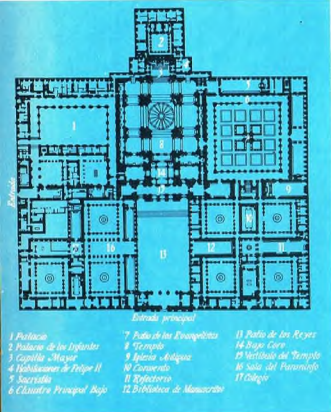 Entrada
Entrada principal
1 Palacio
2 Palacio de los Infantes
3 Capilla Mayor
4 Habitaciones de Felipe II
5 Sacristía
6 Claustro Principal Bajo
7 Patio de los Evangelistas
8 Templo
9 Iglesia Antigua
10 Convento
11 Refectorio
12 Biblioteca de Manuscritos
13 Patio de los Reyes
14 Bajo Coro
15 Vestíbulo del Templo
16 Sala del Paraninfo
17 Colegio